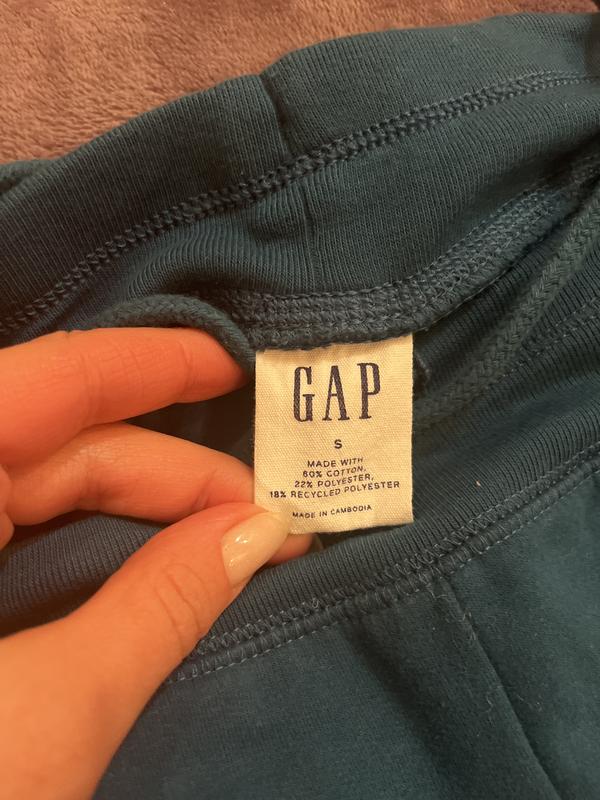 GAP
S
MADE WITH
60% COTTON,
22% POLYESTER,
18% RECYCLED POLYESTER
MADE IN CAMBODIA